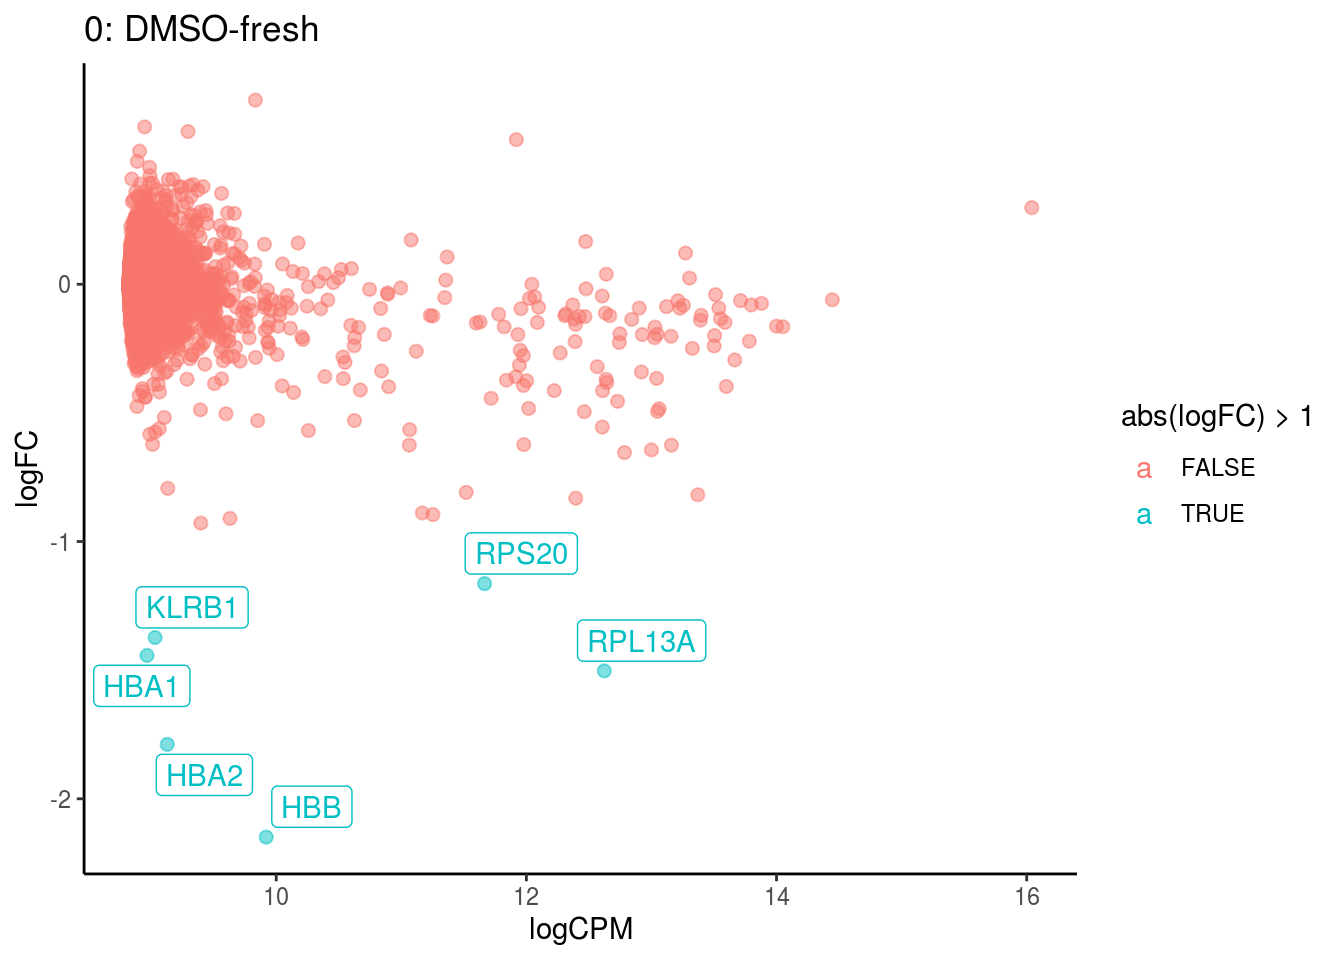 0: DMSO-fresh
logFC
0
-1
-2
RPS20
KLRB1
RPL13A
HBA1
HBA2
HBB
10
12
14
16
logCPM
abs(logFC) > 1
a FALSE
a TRUE